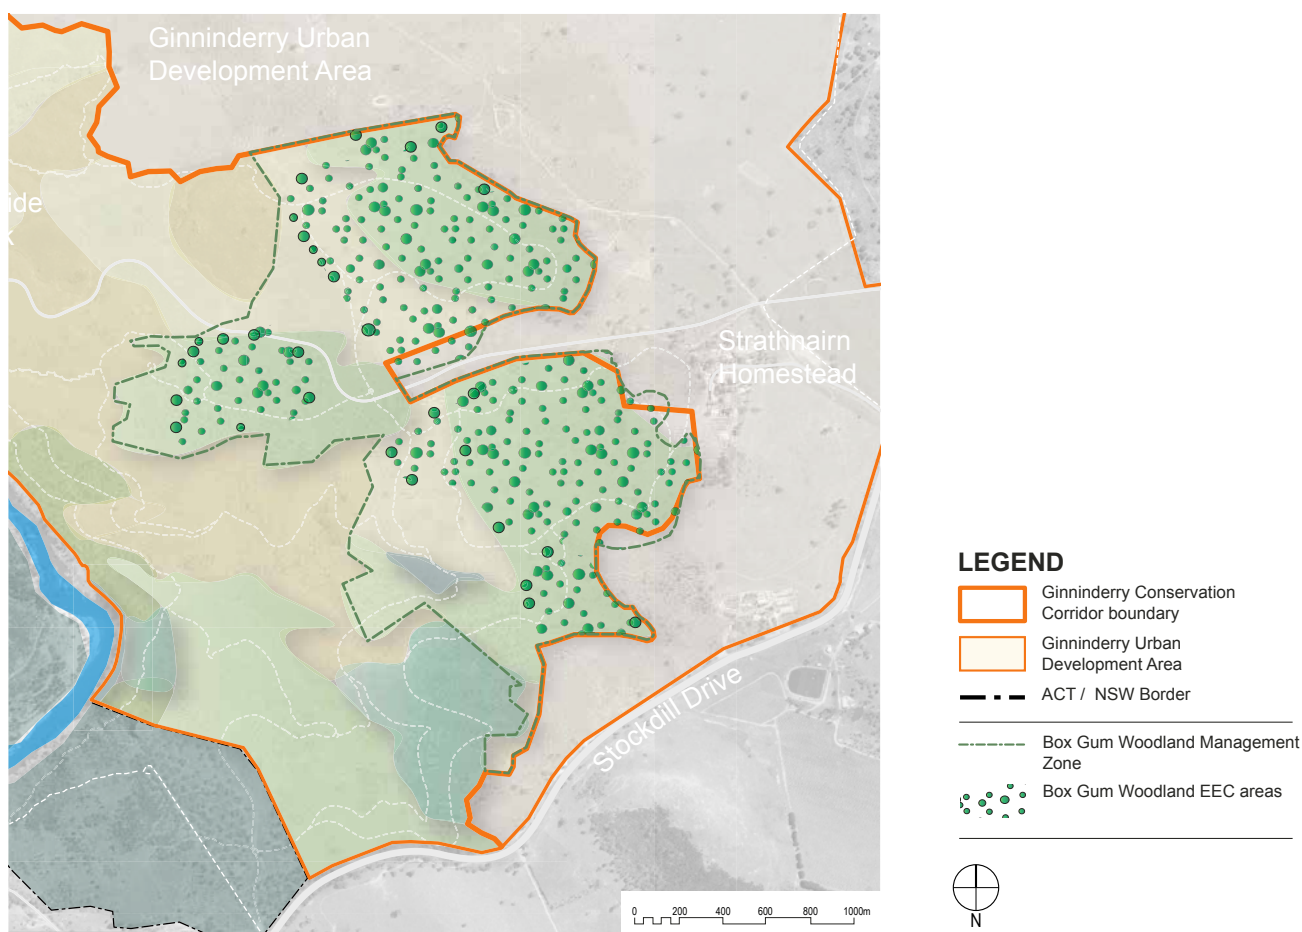 Ginninderry Urban
Development Area
ide
k
Strathnairn
Homestead
Stockdill Drive
LEGEND
Ginninderry Conservation
Corridor boundary
Ginninderry Urban
Development Area
ACT / NSW Border
Box Gum Woodland Management
Zone
Box Gum Woodland EEC areas
N
0 200 400 600 800 1000m